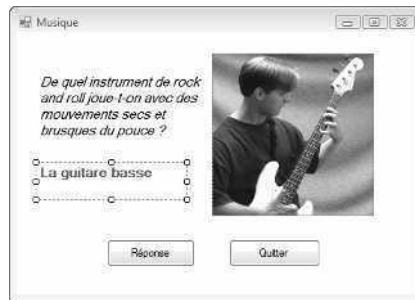 Musique
De quel instrument de rock
and roll joue-t-on avec des
mouvements secs et
brusques du pouce ?
La guitare basse
Réponse
Quitter